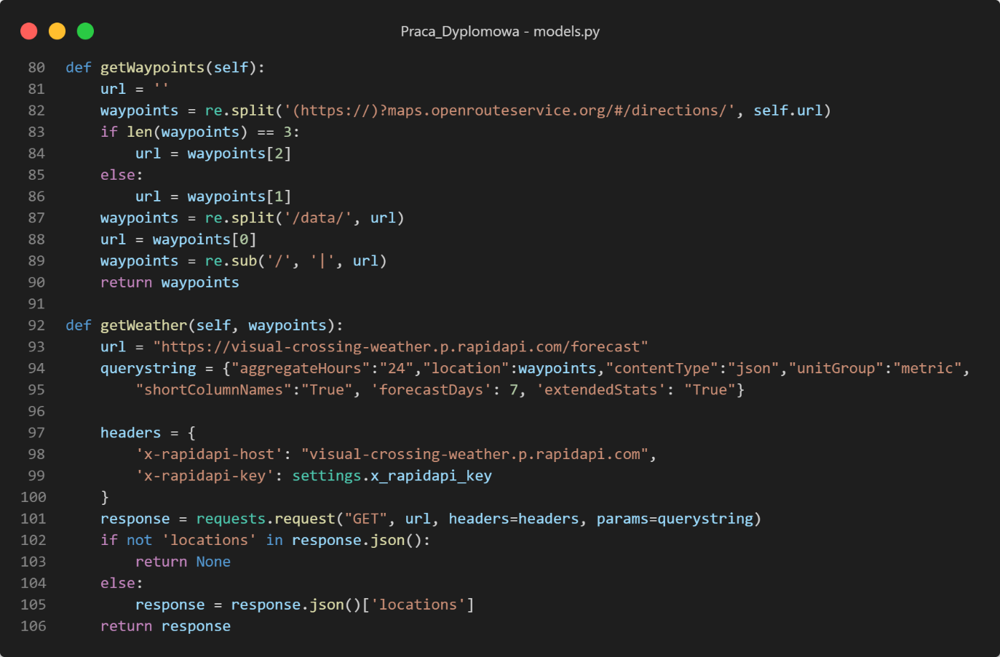 Praca_Dyplomowa - models.py
80 def getWaypoints(self):
81     url = ''
82     waypoints = re.split('(https://)?maps.openrouteservice.org/#/directions/', self.url)
83     if len(waypoints) == 3:
84         url = waypoints[2]
85     else:
86         url = waypoints[1]
87     waypoints = re.split('/data/', url)
88     url = waypoints[0]
89     waypoints = re.sub('/', '|', url)
90     return waypoints
91
92 def getWeather(self, waypoints):
93     url = "https://visual-crossing-weather.p.rapidapi.com/forecast"
94     querystring = {"aggregateHours":"24","location":waypoints,"contentType":"json","unitGroup":"metric",
95         "shortColumnNames":"True", 'forecastDays': 7, 'extendedStats': "True"}
96
97     headers = {
98         'x-rapidapi-host': "visual-crossing-weather.p.rapidapi.com",
99         'x-rapidapi-key': settings.x_rapidapi_key
100     }
101     response = requests.request("GET", url, headers=headers, params=querystring)
102     if not 'locations' in response.json():
103         return None
104     else:
105         response = response.json()['locations']
106     return response